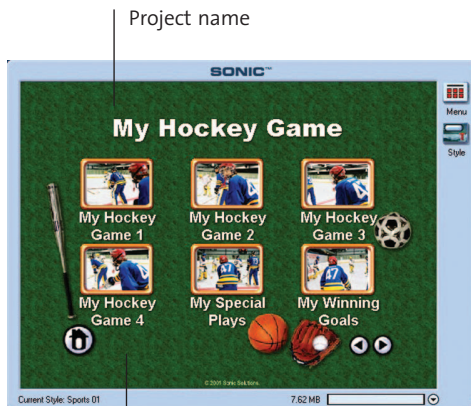 Project name
SONIC™
Menu
Style
My Hockey Game
My Hockey Game 1
My Hockey Game 2
My Hockey Game 3
My Hockey Game 4
My Special Plays
My Winning Goals
© 2001 Sonic Solutions.
Current Style: Sports 01
7.62 MB